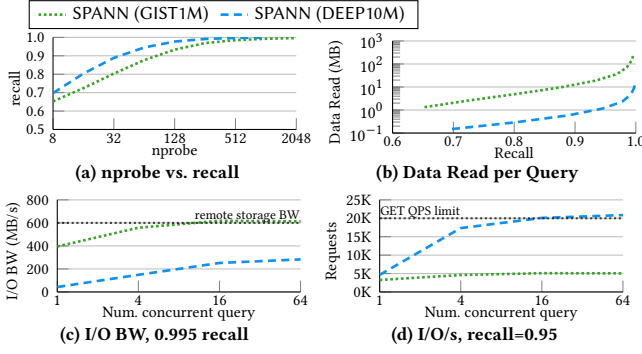 SPANN (GIST1M) SPANN (DEEP10M)
1.0
0.9
0.8
0.7
0.6
0.5
recall
8 32 128 512 2048
nprobe
(a) nprobe vs. recall
10³
10²
10¹
10⁰
10⁻¹
Data Read (MB)
0.6 0.7 0.8 0.9 1.0
Recall
(b) Data Read per Query
800
600
400
200
0
I/O BW (MB/s)
remote storage BW
1 4 16 64
Num. concurrent query
(c) I/O BW, 0.995 recall
25K
20K
15K
10K
5K
0K
Requests
GET QPS limit
1 4 16 64
Num. concurrent query
(d) I/O/s, recall=0.95